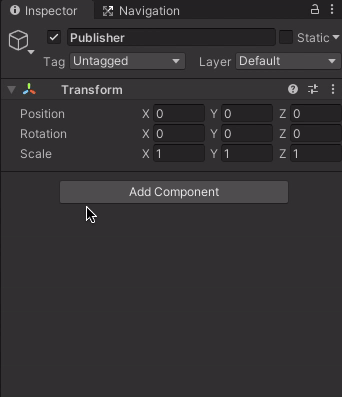 Inspector Navigation
Publisher Static
Tag Untagged Layer Default
Transform
Position X 0 Y 0 Z 0
Rotation X 0 Y 0 Z 0
Scale X 1 Y 1 Z 1
Add Component